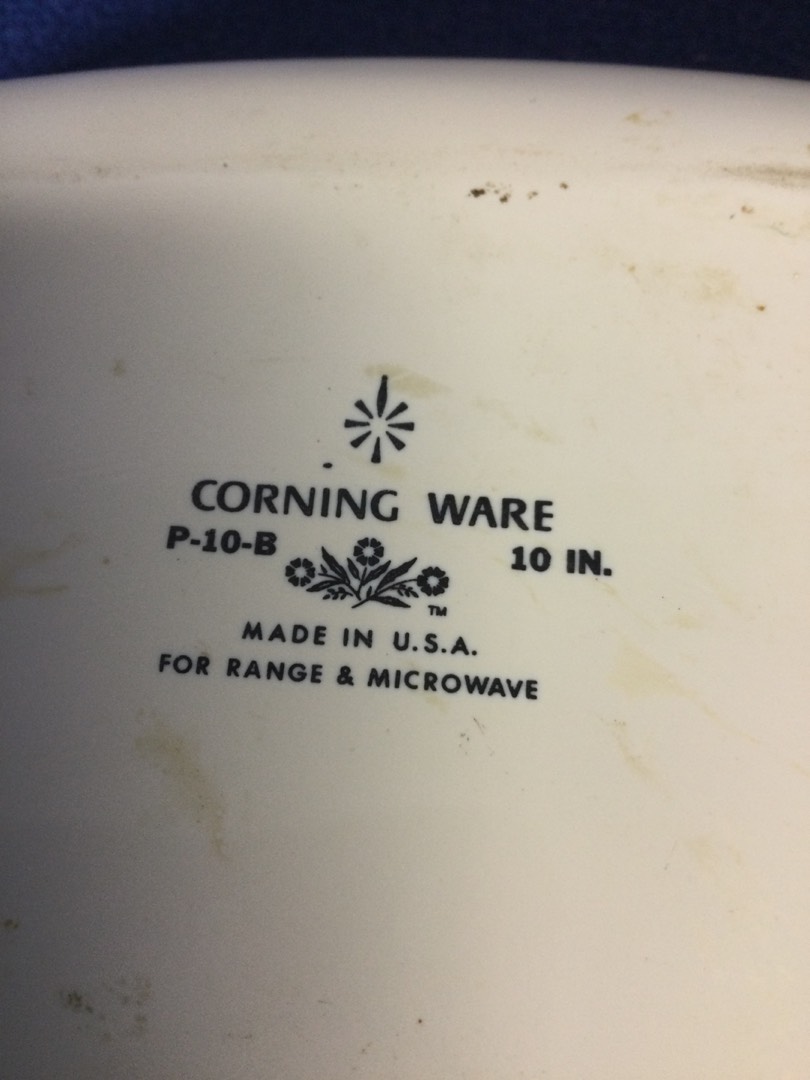 CORNING WARE
P-10-B 10 IN.
TM
MADE IN U.S.A.
FOR RANGE & MICROWAVE